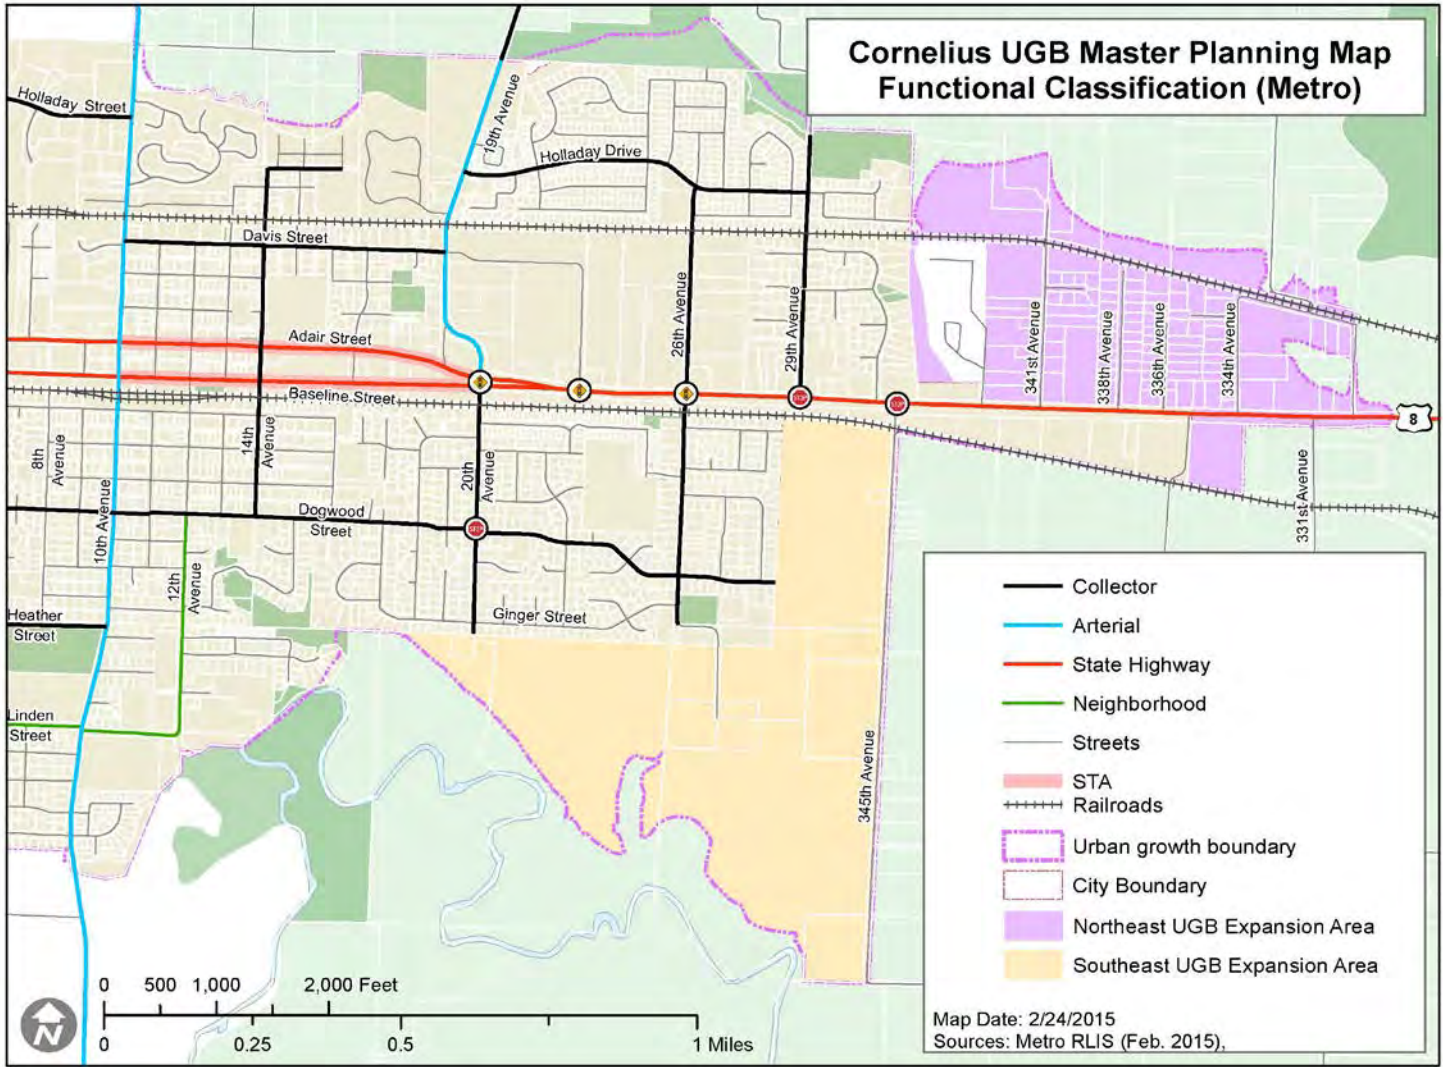 Cornelius UGB Master Planning Map
Functional Classification (Metro)
Holladay Street
19th Avenue
Holladay Drive
Davis Street
Adair Street
26th Avenue
29th Avenue
341st Avenue
338th Avenue
336th Avenue
334th Avenue
Baseline Street
8
8th
Avenue
14th
Avenue
20th
Avenue
10th Avenue
Dogwood
Street
331st Avenue
12th
Avenue
Heather
Street
Ginger Street
Linden
Street
345th Avenue
Collector
Arterial
State Highway
Neighborhood
Streets
STA
Railroads
Urban growth boundary
City Boundary
Northeast UGB Expansion Area
Southeast UGB Expansion Area
Map Date: 2/24/2015
Sources: Metro RLIS (Feb. 2015),
0 500 1,000 2,000 Feet
N
0 0.25 0.5 1 Miles